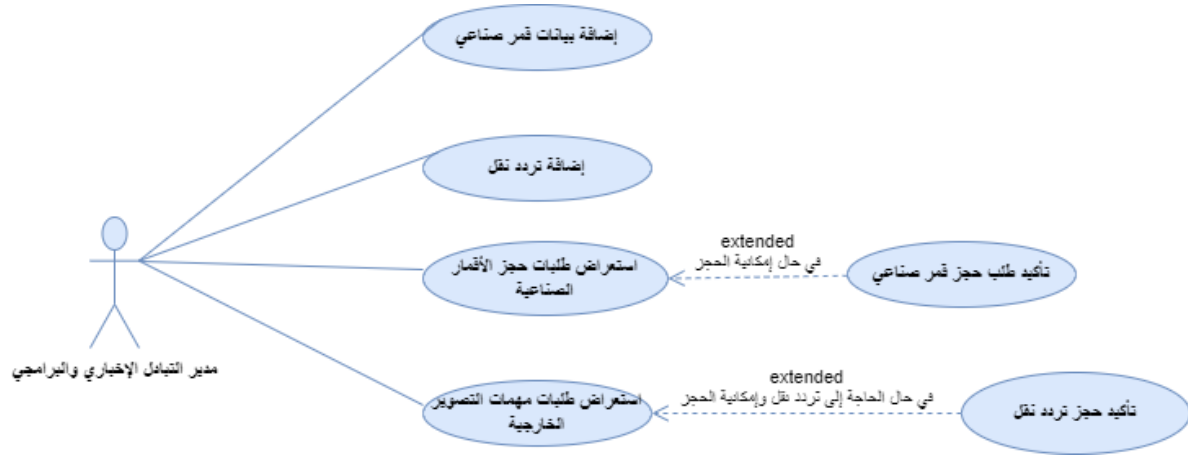 إضافة بيانات قمر صناعي
إضافة تردد نقل
استعراض طلبات حجز الأقمار
الصناعية
extended
في حال إمكانية الحجز
تأكيد طلب حجز قمر صناعي
مدير التبادل الإخباري والبرامجي
استعراض طلبات مهمات التصوير
الخارجية
extended
في حال الحاجة إلى تردد نقل وإمكانية الحجز
تأكيد حجز تردد نقل